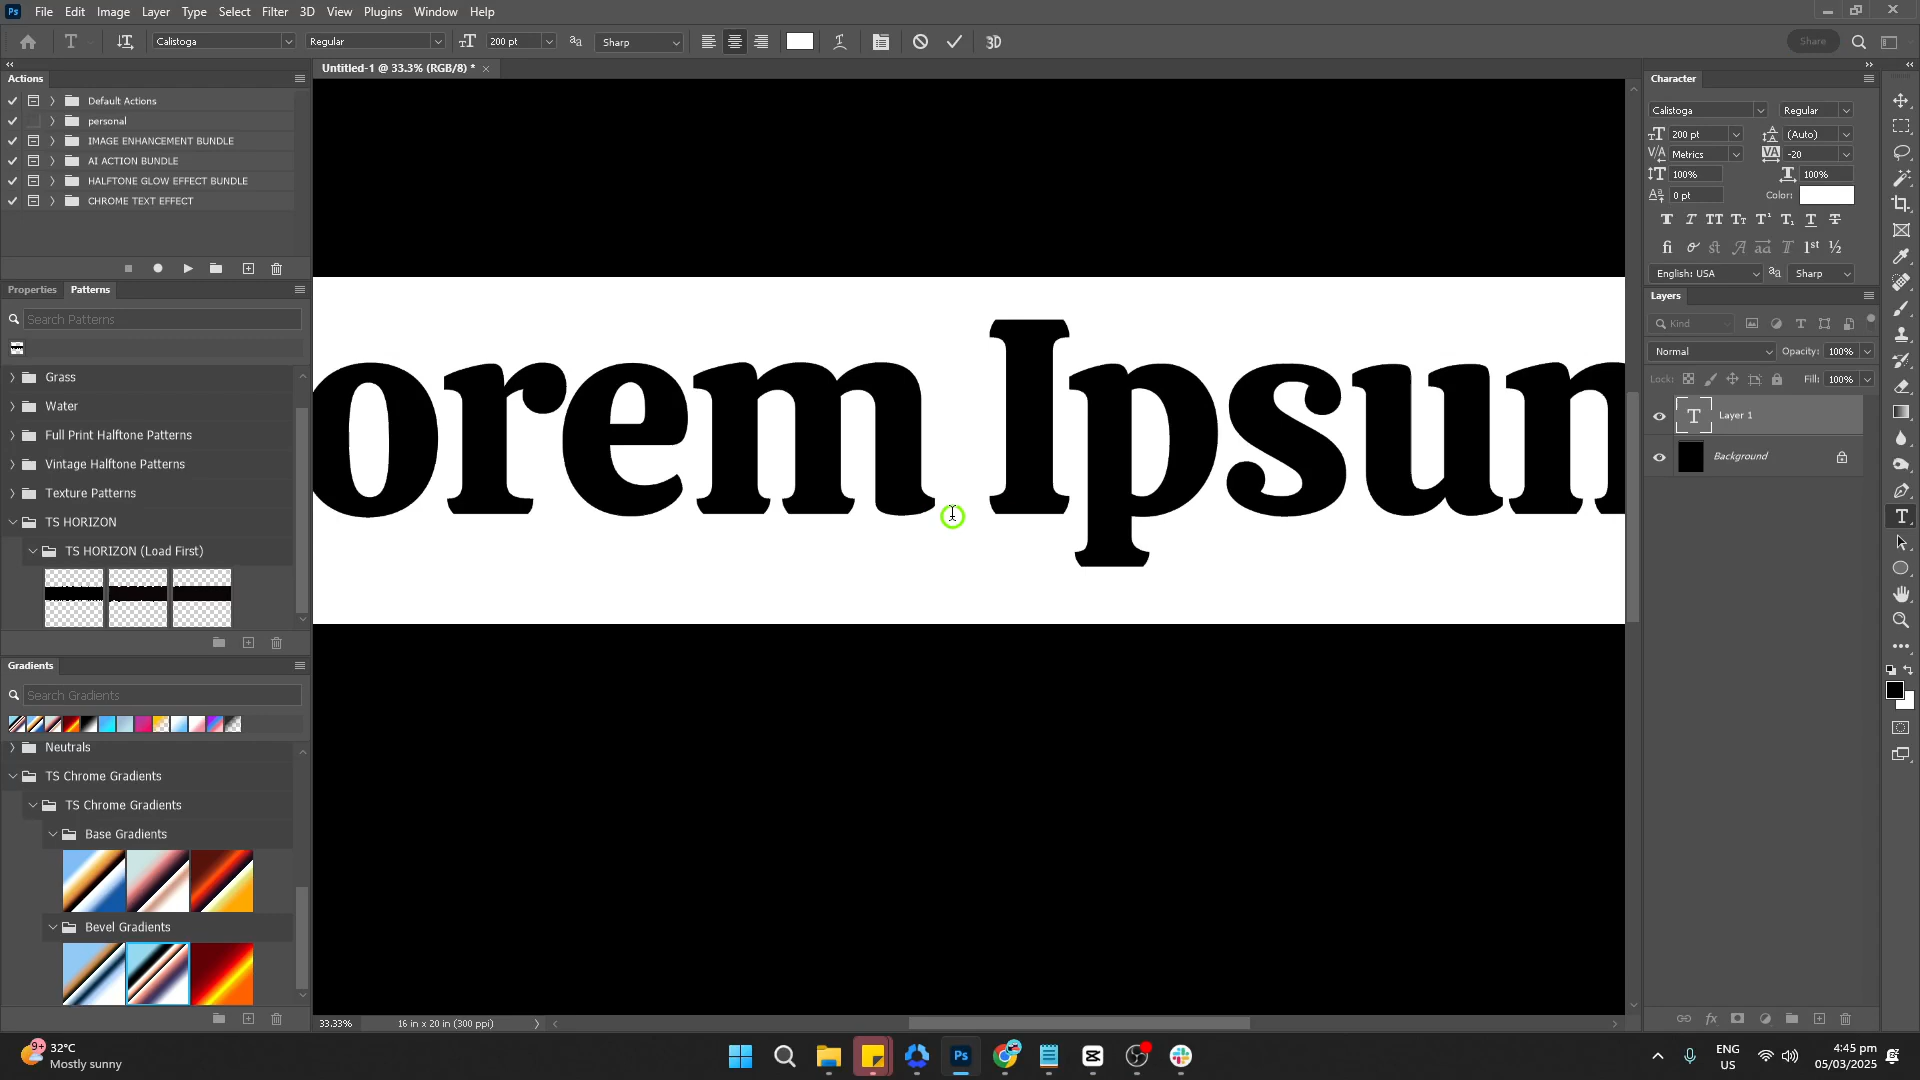 Ps File Edit Image Layer Type Select Filter 3D View Plugins Window Help
Calistoga Regular 200 pt Sharp 3D Share
Untitled-1 @ 33.3% (RGB/8) *
Actions
Default Actions
personal
IMAGE ENHANCEMENT BUNDLE
AI ACTION BUNDLE
HALFTONE GLOW EFFECT BUNDLE
CHROME TEXT EFFECT
Properties Patterns
Search Patterns
Grass
Water
Full Print Halftone Patterns
Vintage Halftone Patterns
Texture Patterns
TS HORIZON
TS HORIZON (Load First)
Gradients
Search Gradients
Neutrals
TS Chrome Gradients
TS Chrome Gradients
Base Gradients
Bevel Gradients
orem Ipsum
33.33% 16 in x 20 in (300 ppi)
Character
Calistoga Regular
200 pt (Auto)
Metrics -20
100% 100%
0 pt Color:
English: USA Sharp
Layers
Kind
Normal Opacity: 100%
Lock: Fill: 100%
Layer 1
Background
9+ 32°C
Mostly sunny
Ps
ENG
US
4:45 pm
05/03/2025